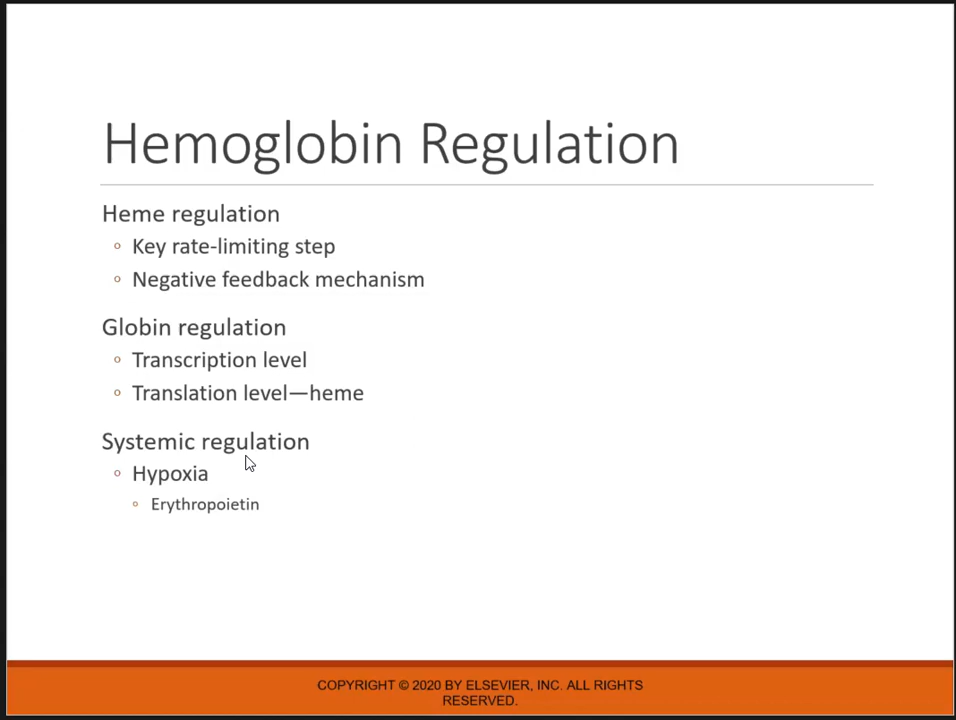 Hemoglobin Regulation
Heme regulation
◦ Key rate-limiting step
◦ Negative feedback mechanism
Globin regulation
◦ Transcription level
◦ Translation level—heme
Systemic regulation
◦ Hypoxia
◦ Erythropoietin
COPYRIGHT © 2020 BY ELSEVIER, INC. ALL RIGHTS
RESERVED.